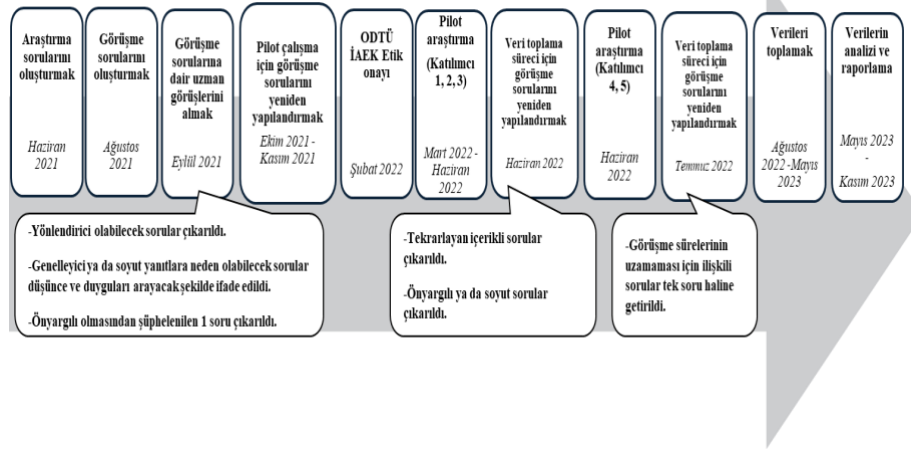 Araştırma
sorularını
oluşturmak
Haziran
2021
Görüşme
sorularını
oluşturmak
Ağustos
2021
Görüşme
sorularına
dair uzman
görüşlerini
almak
Eylül 2021
Pilot çalışma
için görüşme
sorularını
yeniden
yapılandırmak
Ekim 2021 -
Kasım 2021
ODTÜ
İAEK Etik
onayı
Şubat 2022
Pilot
araştırma
(Katılımcı
1, 2, 3)
Mart 2022 -
Haziran
2022
Veri toplama
süreci için
görüşme
sorularını
yeniden
yapılandırmak
Haziran 2022
Pilot
araştırma
(Katılımcı
4, 5)
Haziran
2022
Veri toplama
süreci için
görüşme
sorularını
yeniden
yapılandırmak
Temmuz 2022
Verileri
toplamak
Ağustos
2022 -Mayıs
2023
Verilerin
analizi ve
raporlama
Mayıs 2023
-
Kasım 2023
-Yönlendirici olabilecek sorular çıkarıldı.
-Genelleyici ya da soyut yanıtlara neden olabilecek sorular
düşünce ve duyguları arayacak şekilde ifade edildi.
-Önyargılı olmasından şüphelenilen 1 soru çıkarıldı.
-Tekrarlayan içerikli sorular
çıkarıldı.
-Önyargılı ya da soyut sorular
çıkarıldı.
-Görüşme sürelerinin
uzamaması için ilişkili
sorular tek soru haline
getirildi.